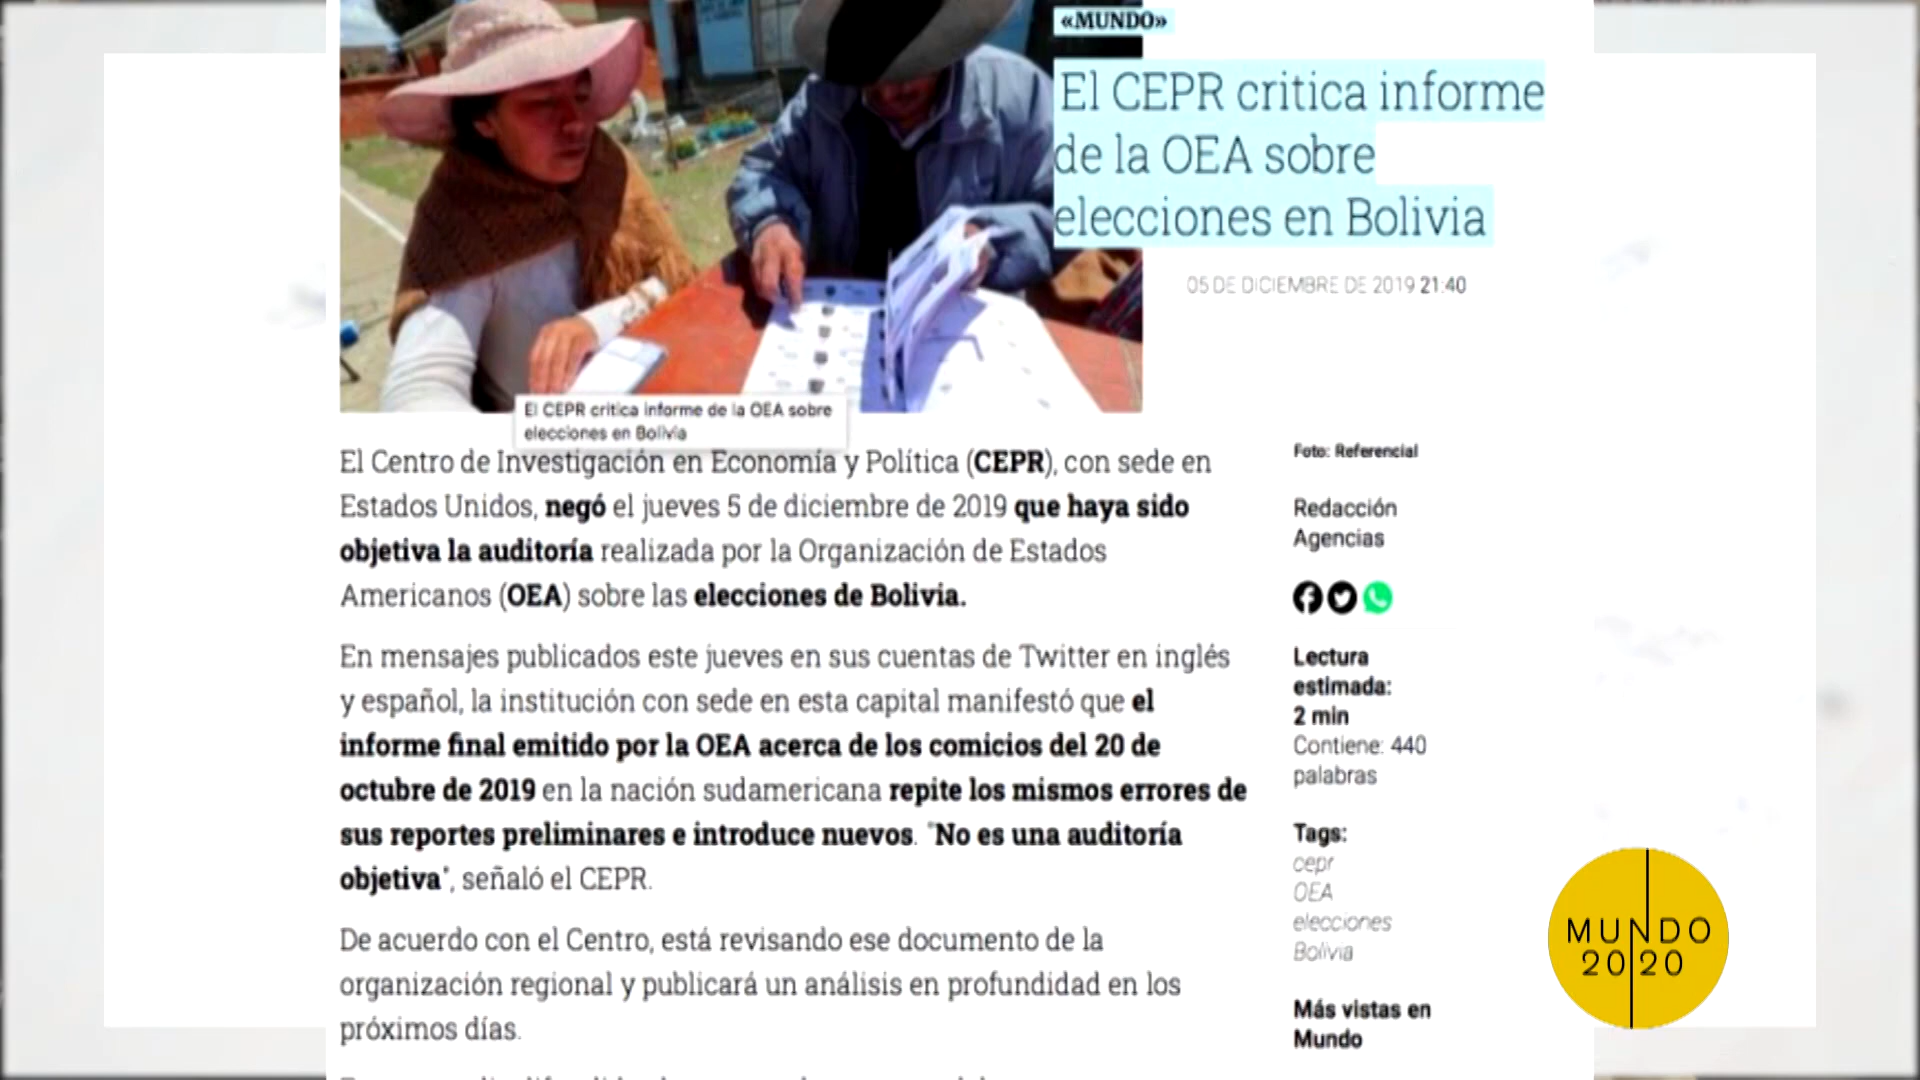 «MUNDO»
El CEPR critica informe
de la OEA sobre
elecciones en Bolivia
05 DE DICIEMBRE DE 2019 21:40
El CEPR critica informe de la OEA sobre
elecciones en Bolivia
El Centro de Investigación en Economía y Política (CEPR), con sede en
Estados Unidos, negó el jueves 5 de diciembre de 2019 que haya sido
objetiva la auditoría realizada por la Organización de Estados
Americanos (OEA) sobre las elecciones de Bolivia.
En mensajes publicados este jueves en sus cuentas de Twitter en inglés
y español, la institución con sede en esta capital manifestó que el
informe final emitido por la OEA acerca de los comicios del 20 de
octubre de 2019 en la nación sudamericana repite los mismos errores de
sus reportes preliminares e introduce nuevos. "No es una auditoría
objetiva", señaló el CEPR.
De acuerdo con el Centro, está revisando ese documento de la
organización regional y publicará un análisis en profundidad en los
próximos días.
Foto: Referencial
Redacción
Agencias
Lectura
estimada:
2 min
Contiene: 440
palabras
Tags:
cepr
OEA
elecciones
Bolivia
Más vistas en
Mundo
MUNDO
2020